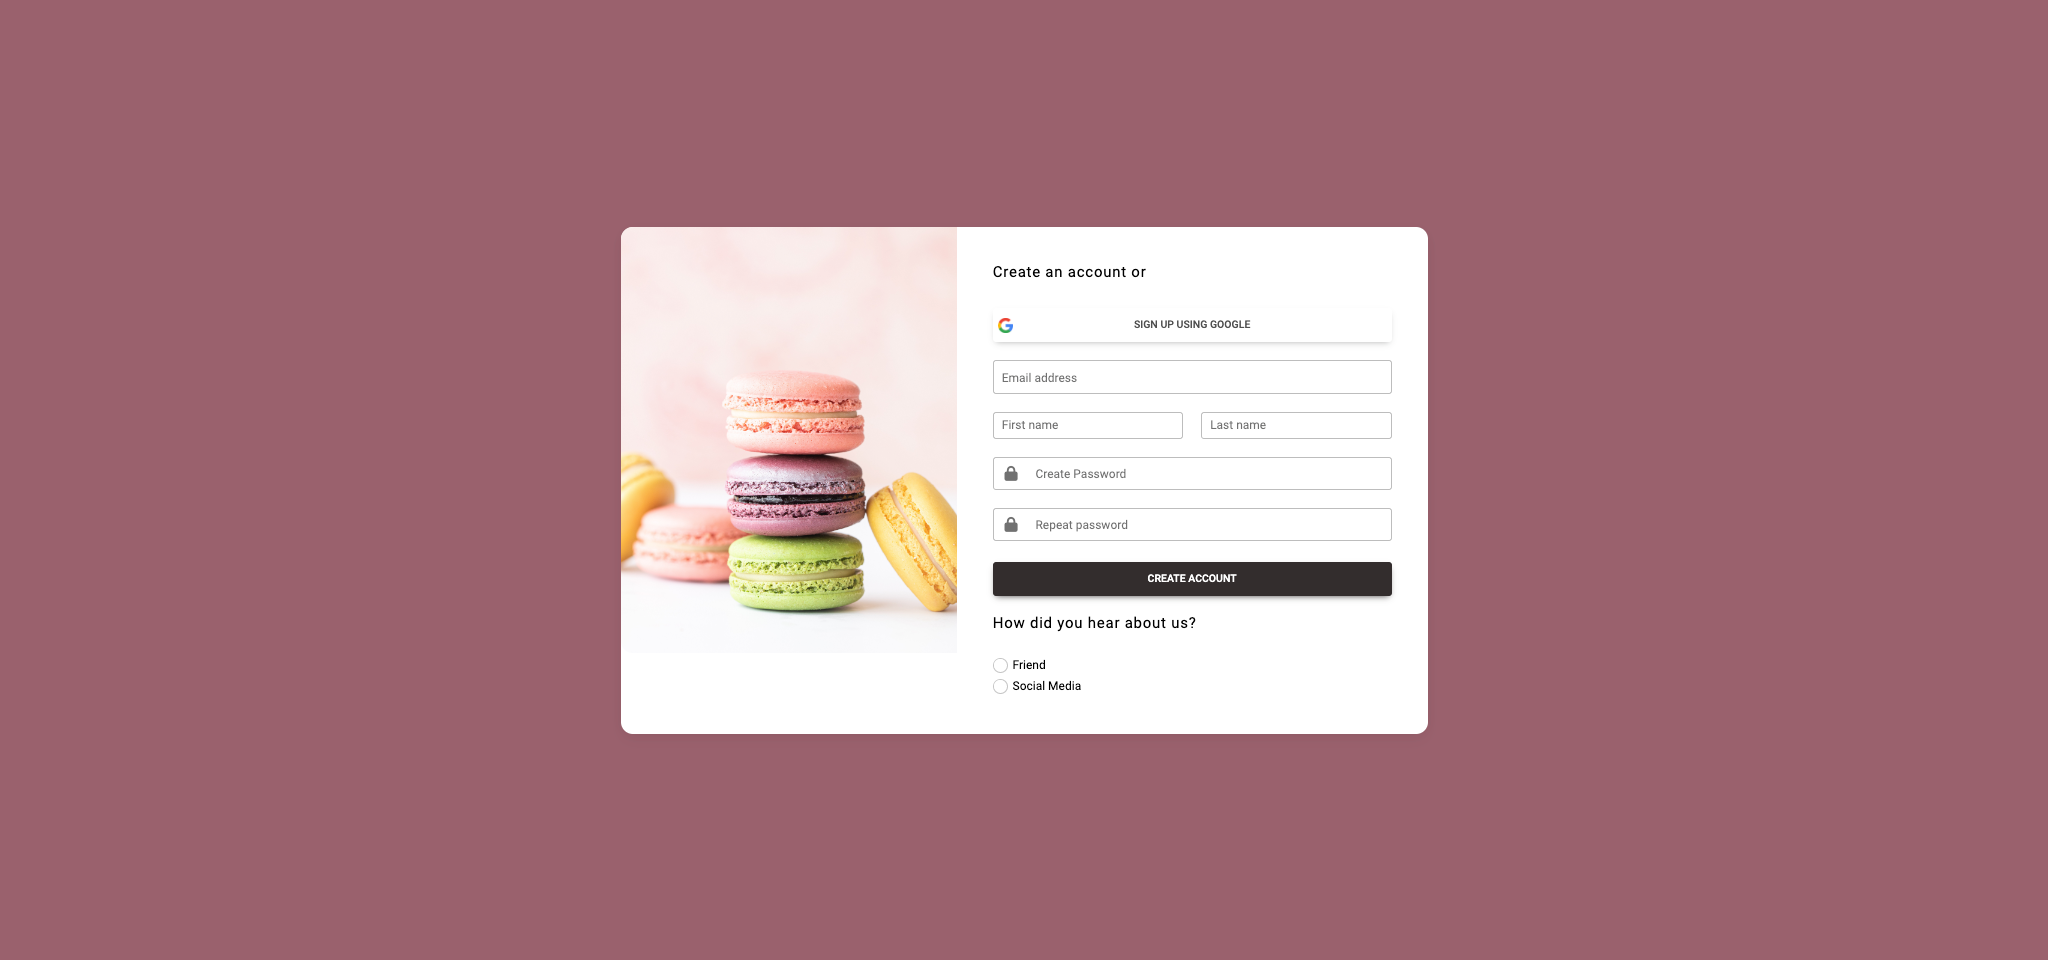 Create an account or
SIGN UP USING GOOGLE
Email address
First name
Last name
Create Password
Repeat password
CREATE ACCOUNT
How did you hear about us?
Friend
Social Media